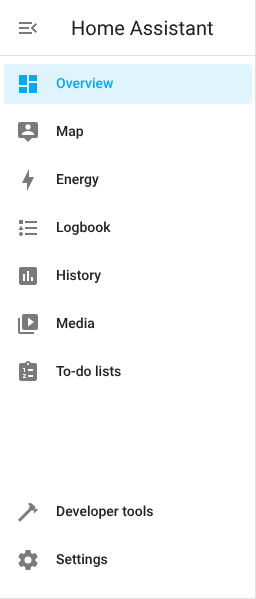 Home Assistant
Overview
Map
Energy
Logbook
History
Media
To-do lists
Developer tools
Settings